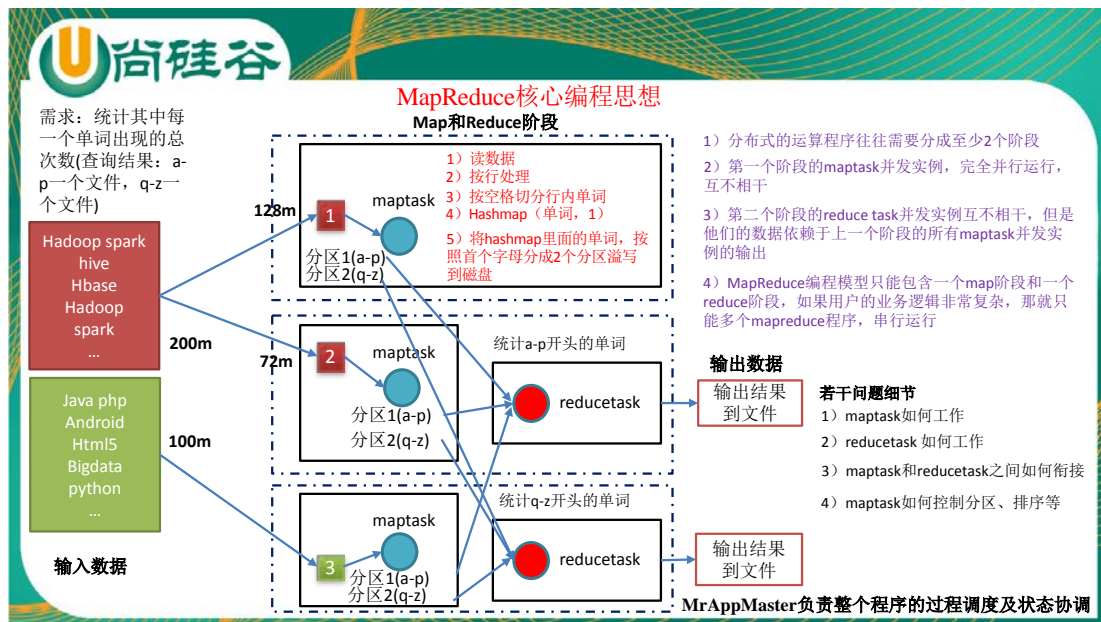 尚硅谷
MapReduce核心编程思想
需求：统计其中每
一个单词出现的总
次数(查询结果：a-
p一个文件，q-z一
个文件)
Hadoop spark
hive
Hbase
Hadoop
spark
…
200m
Java php
Android
Html5
Bigdata
python
…
100m
输入数据
Map和Reduce阶段
128m
1
maptask
分区1(a-p)
分区2(q-z)
1）读数据
2）按行处理
3）按空格切分行内单词
4）Hashmap（单词，1）
5）将hashmap里面的单词，按
照首个字母分成2个分区溢写
到磁盘
72m
2
maptask
分区1(a-p)
分区2(q-z)
统计a-p开头的单词
reducetask
3
maptask
分区1(a-p)
分区2(q-z)
统计q-z开头的单词
reducetask
输出数据
输出结果
到文件
输出结果
到文件
1）分布式的运算程序往往需要分成至少2个阶段
2）第一个阶段的maptask并发实例，完全并行运行，
互不相干
3）第二个阶段的reduce task并发实例互不相干，但是
他们的数据依赖于上一个阶段的所有maptask并发实
例的输出
4）MapReduce编程模型只能包含一个map阶段和一个
reduce阶段，如果用户的业务逻辑非常复杂，那就只
能多个mapreduce程序，串行运行
若干问题细节
1）maptask如何工作
2）reducetask 如何工作
3）maptask和reducetask之间如何衔接
4）maptask如何控制分区、排序等
MrAppMaster负责整个程序的过程调度及状态协调